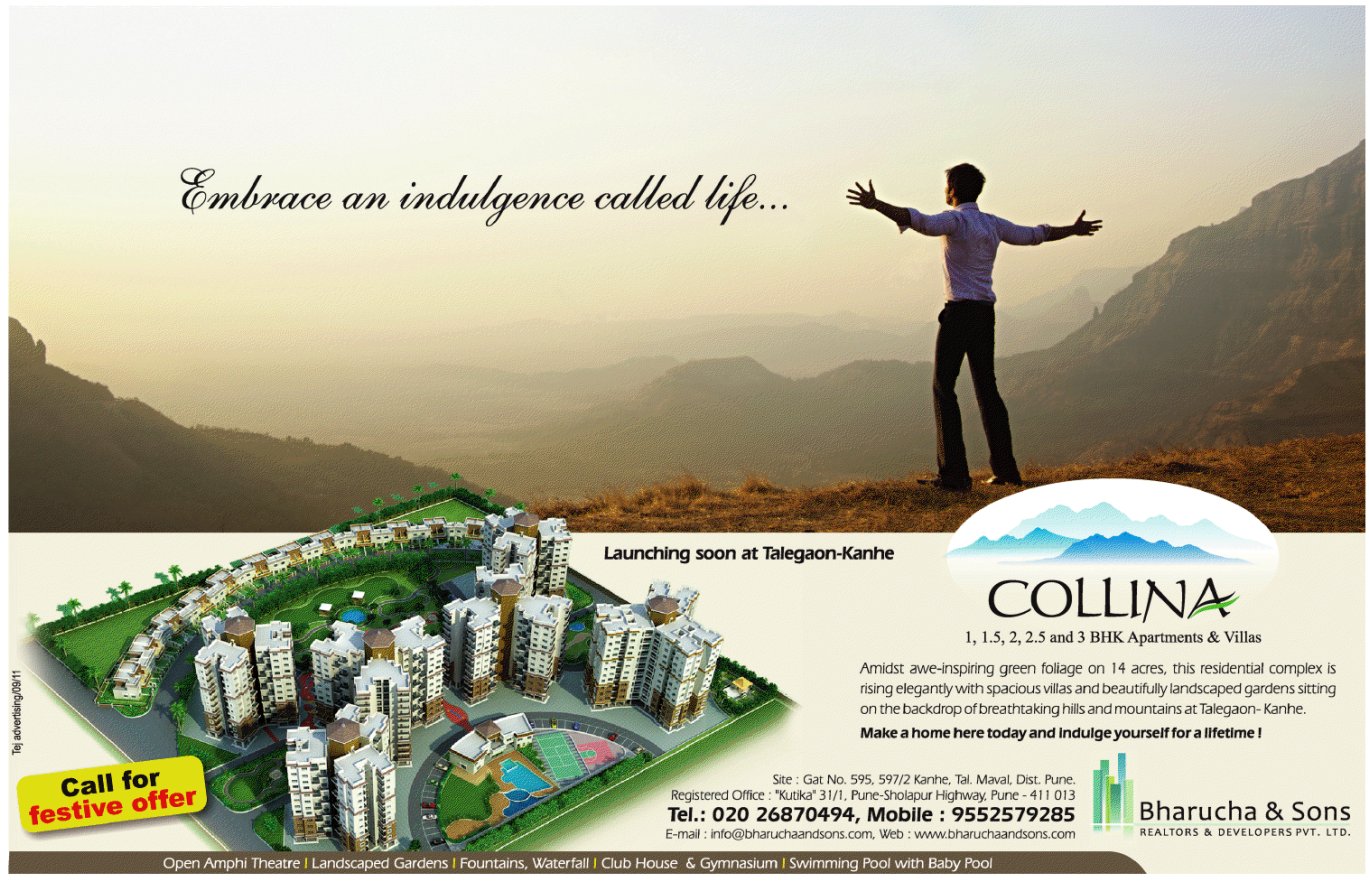 Embrace an indulgence called life...
Launching soon at Talegaon-Kanhe
COLLINA
1, 1.5, 2, 2.5 and 3 BHK Apartments & Villas
Amidst awe-inspiring green foliage on 14 acres, this residential complex is
rising elegantly with spacious villas and beautifully landscaped gardens sitting
on the backdrop of breathtaking hills and mountains at Talegaon- Kanhe.
Make a home here today and indulge yourself for a lifetime !
Tej advertising/09/11
Call for
festive offer
Site : Gat No. 595, 597/2 Kanhe, Tal. Maval, Dist. Pune.
Registered Office : "Kutika" 31/1, Pune-Sholapur Highway, Pune - 411 013
Tel.: 020 26870494, Mobile : 9552579285
E-mail : info@bharuchaandsons.com, Web : www.bharuchaandsons.com
Bharucha & Sons
REALTORS & DEVELOPERS PVT. LTD.
Open Amphi Theatre I Landscaped Gardens I Fountains, Waterfall I Club House & Gymnasium I Swimming Pool with Baby Pool